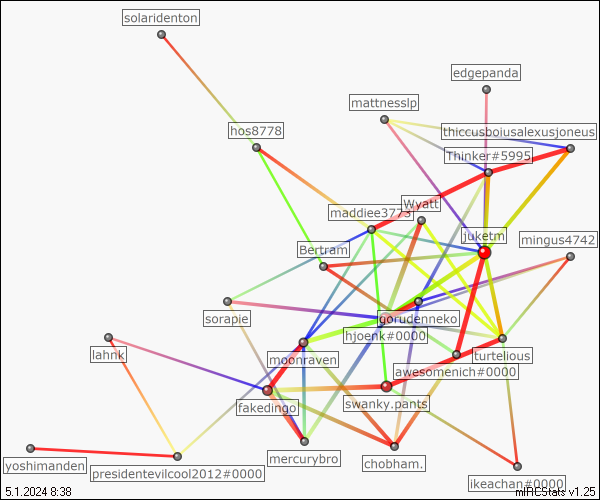 solaridenton
edgepanda
mattnesslp
hos8778
thiccusboiusalexusjoneus
Thinker#5995
Wyatt
maddiee3773
juketm
mingus4742
Bertram
sorapie
gorudenneko
hjoenk#0000
lahnk
moonraven
turtelious
awesomenich#0000
fakedingo
swanky.pants
mercurybro
chobham.
yoshimanden
presidentevilcool2012#0000
ikeachan#0000
5.1.2024 8:38
mIRCStats v1.25